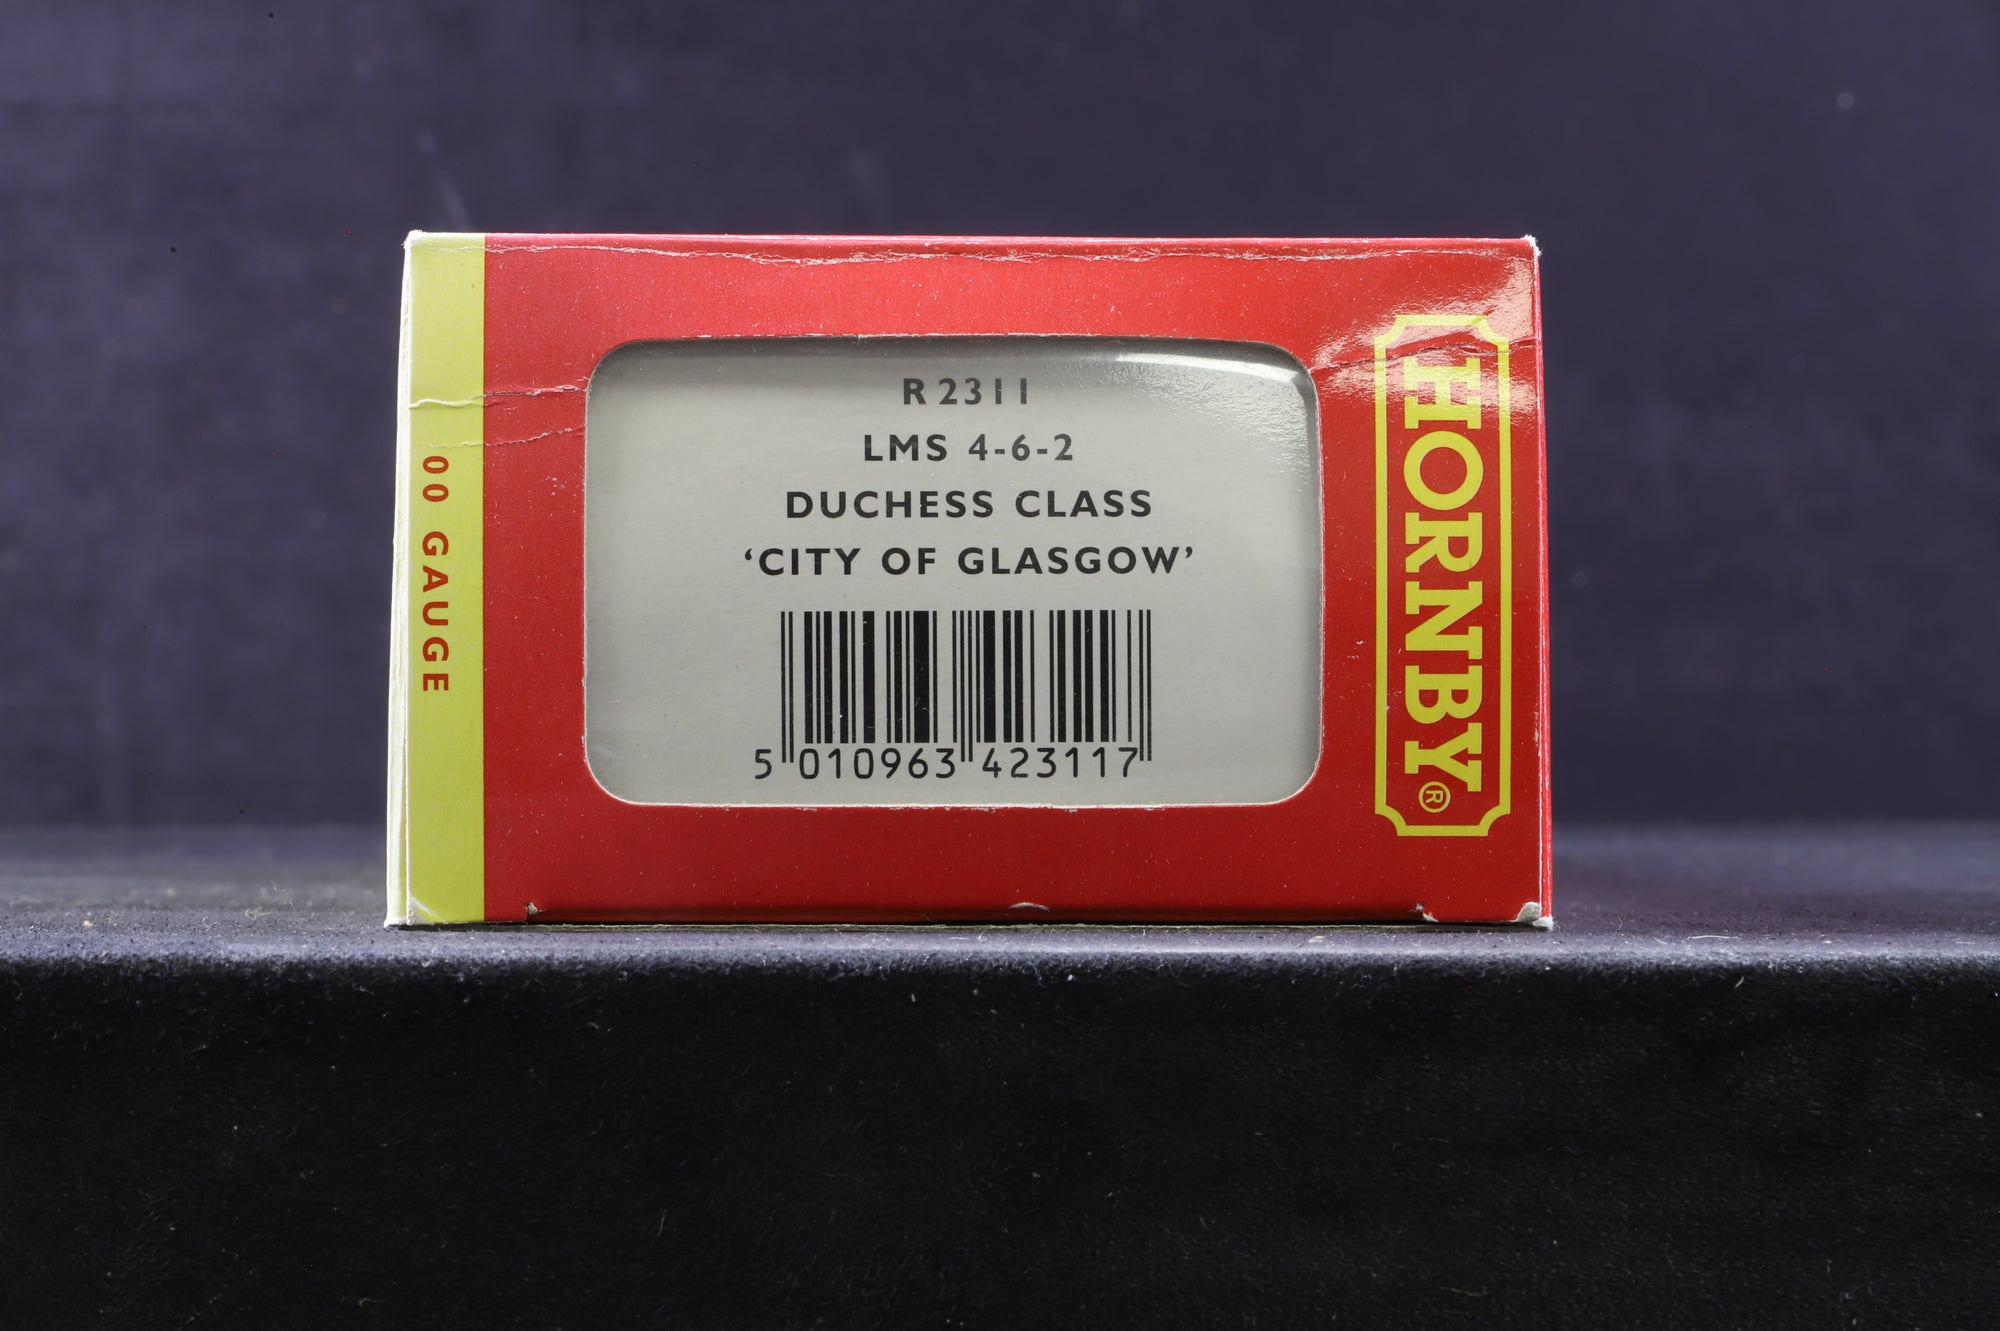 R2311
LMS 4-6-2
DUCHESS CLASS
‘CITY OF GLASGOW’
5 010963 423117
00 GAUGE
HORNBY®